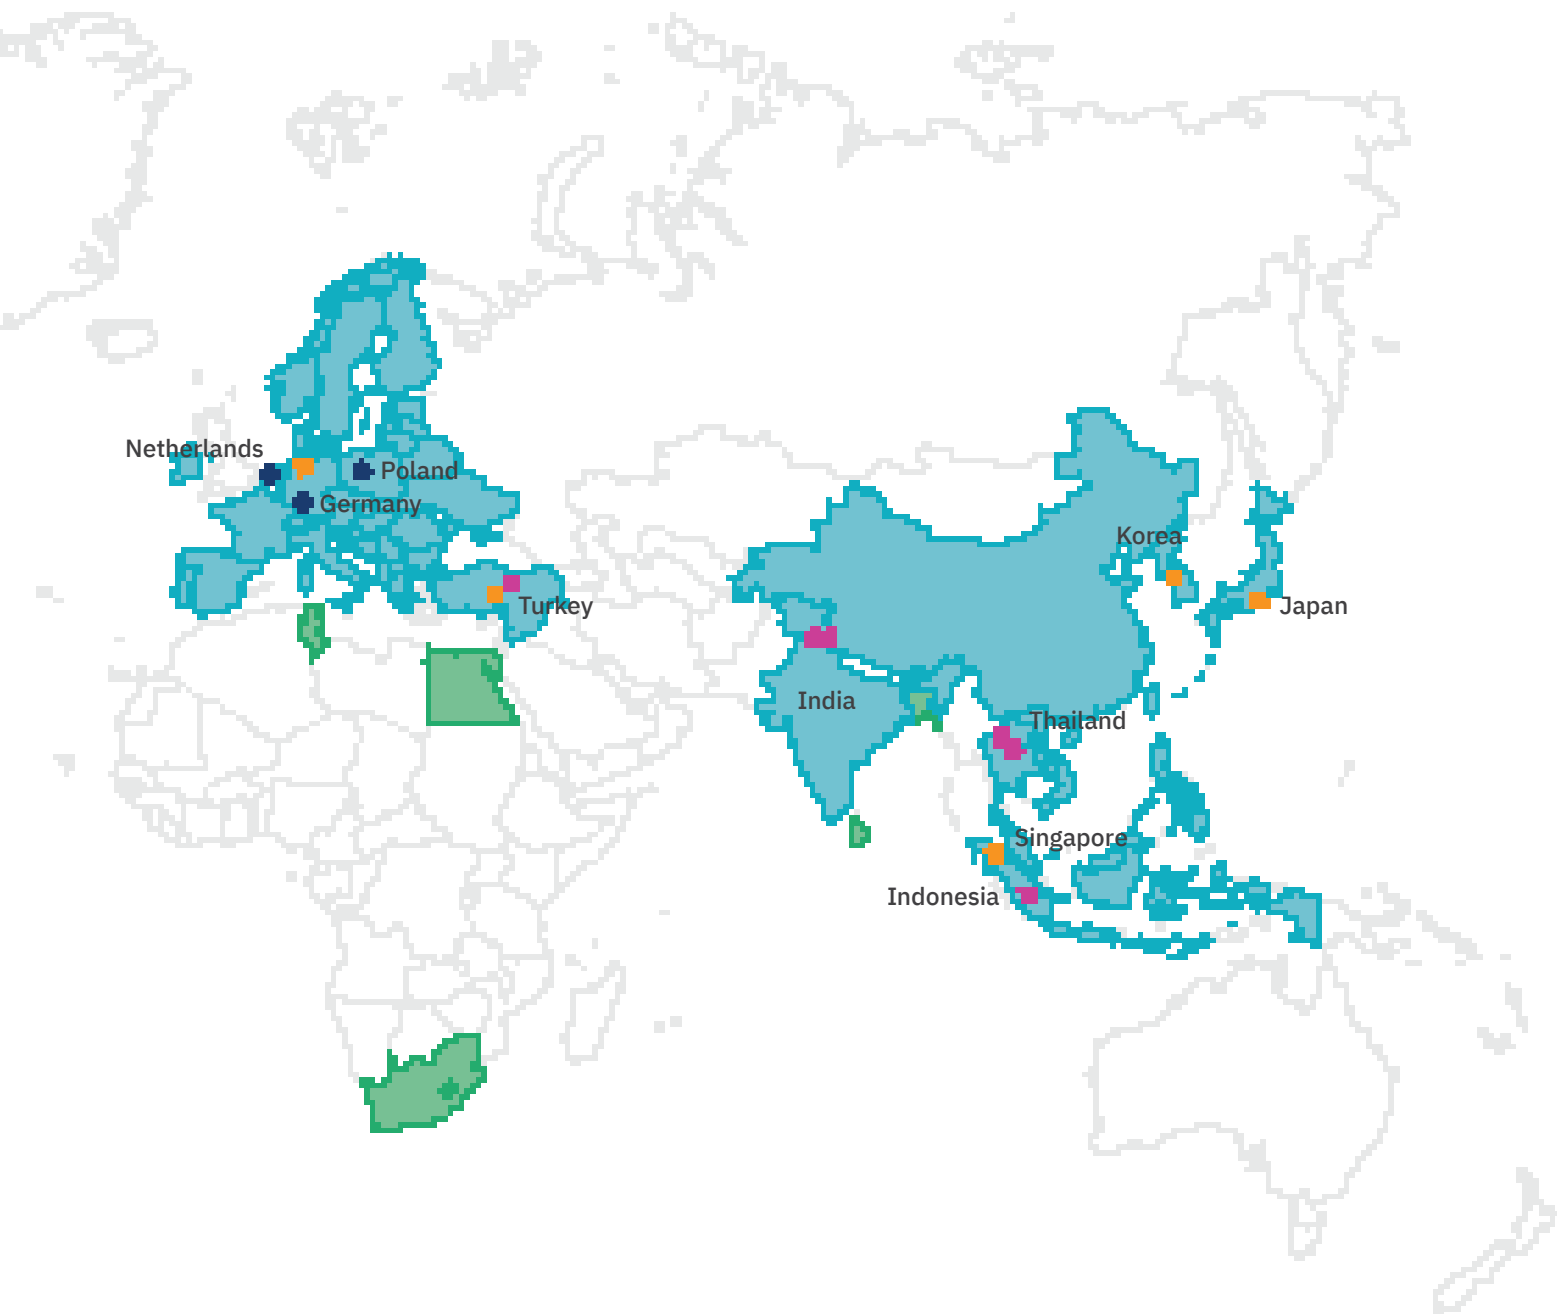 Netherlands
Poland
Germany
Korea
Turkey
Japan
India
Thailand
Singapore
Indonesia